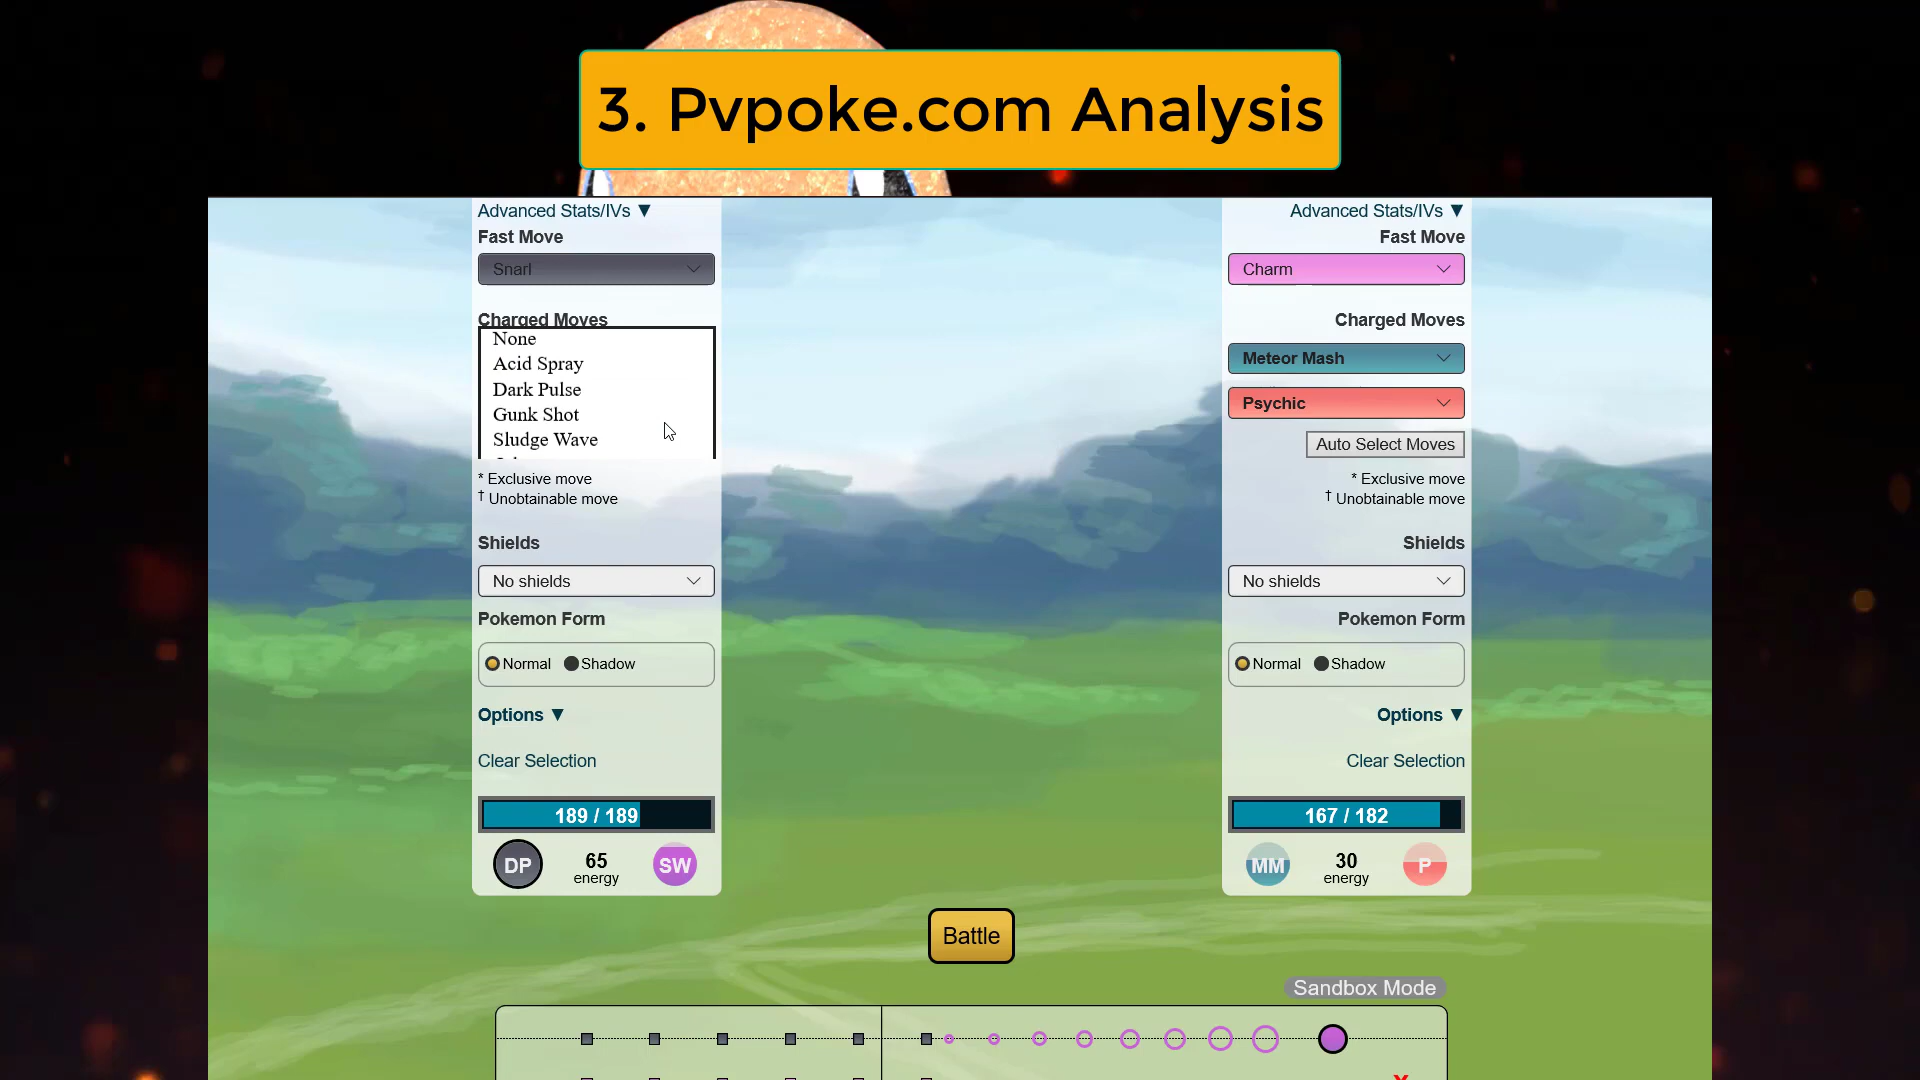 3. Pvpoke.com Analysis
Advanced Stats/IVs ▼
Fast Move
Snarl
Charged Moves
None
Acid Spray
Dark Pulse
Gunk Shot
Sludge Wave
* Exclusive move
† Unobtainable move
Shields
No shields
Pokemon Form
Normal Shadow
Options ▼
Clear Selection
189 / 189
DP
65
energy
SW
Advanced Stats/IVs ▼
Fast Move
Charm
Charged Moves
Meteor Mash
Psychic
Auto Select Moves
* Exclusive move
† Unobtainable move
Shields
No shields
Pokemon Form
Normal Shadow
Options ▼
Clear Selection
167 / 182
MM
30
energy
P
Battle
Sandbox Mode